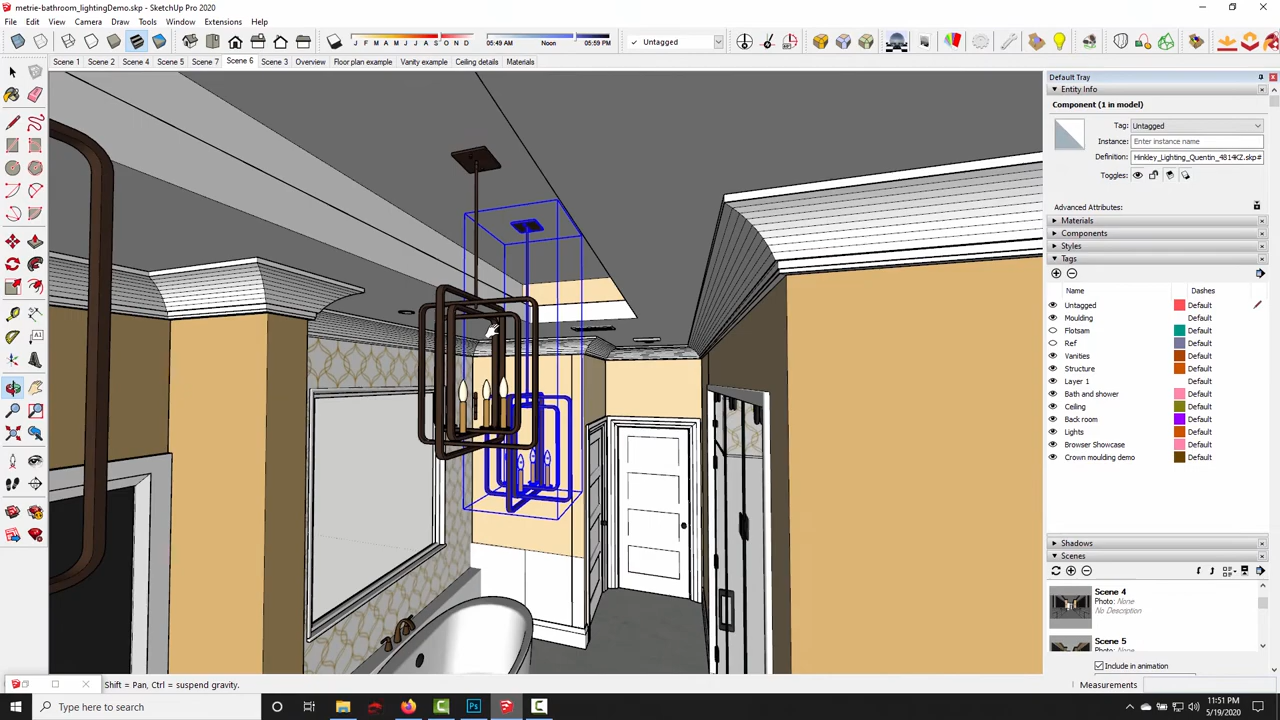 metrie-bathroom_lightingDemo.skp - SketchUp Pro 2020
File Edit View Camera Draw Tools Window Extensions Help
J F M A M J J A S O N D 05:49 AM Noon 05:59 PM Untagged
Scene 1 Scene 2 Scene 4 Scene 5 Scene 7 Scene 6 Scene 3 Overview Floor plan example Vanity example Ceiling details Materials
Default Tray
Entity Info
Component (1 in model)
Tag: Untagged
Instance: Enter instance name
Definition: Hinkley_Lighting_Quentin_4814KZ.skp#
Toggles:
Advanced Attributes:
Materials
Components
Styles
Tags
Name Dashes
Untagged Default
Moulding Default
Flotsam Default
Ref Default
Vanities Default
Structure Default
Layer 1 Default
Bath and shower Default
Ceiling Default
Back room Default
Lights Default
Browser Showcase Default
Crown moulding demo Default
Shadows
Scenes
Scene 4
Photo: None
No Description
Scene 5
Photo: None
Include in animation
Shift = Pan, Ctrl = suspend gravity.
Measurements
Type here to search
11:51 PM
5/19/2020